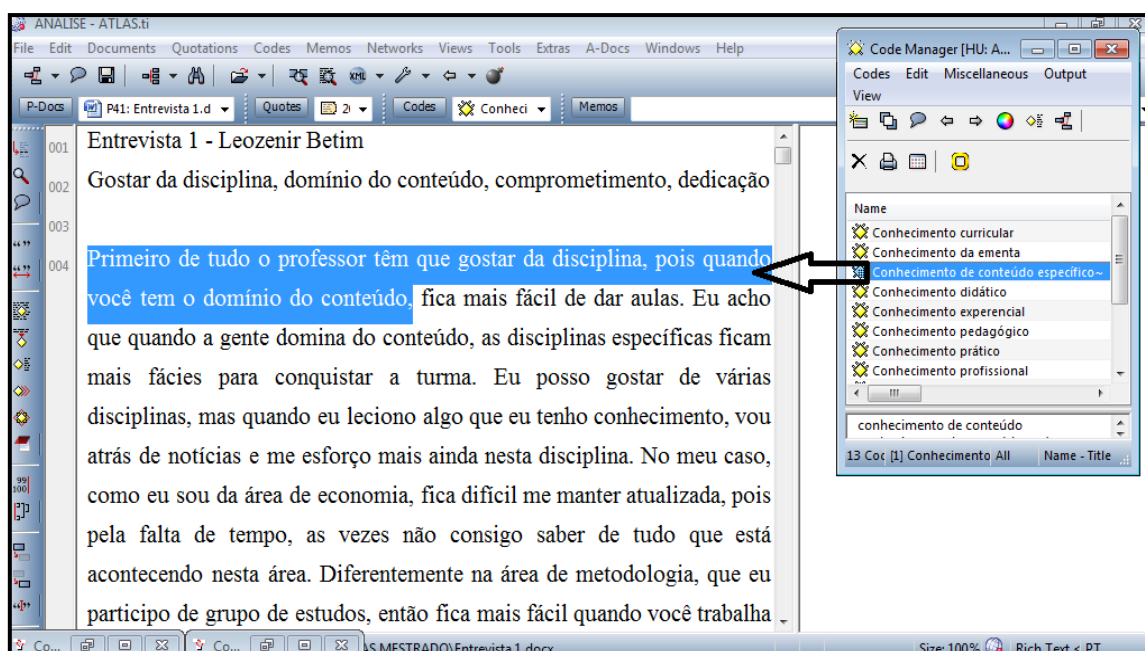 ANALISE - ATLAS.ti
File Edit Documents Quotations Codes Memos Networks Views Tools Extras A-Docs Windows Help
P-Docs P41: Entrevista 1.d Quotes 2 Codes Conheci Memos
001 Entrevista 1 - Leozenir Betim
002 Gostar da disciplina, domínio do conteúdo, comprometimento, dedicação
003
004 Primeiro de tudo o professor têm que gostar da disciplina, pois quando
você tem o domínio do conteúdo, fica mais fácil de dar aulas. Eu acho
que quando a gente domina do conteúdo, as disciplinas específicas ficam
mais fácies para conquistar a turma. Eu posso gostar de várias
disciplinas, mas quando eu leciono algo que eu tenho conhecimento, vou
atrás de notícias e me esforço mais ainda nesta disciplina. No meu caso,
como eu sou da área de economia, fica difícil me manter atualizada, pois
pela falta de tempo, as vezes não consigo saber de tudo que está
acontecendo nesta área. Diferentemente na área de metodologia, que eu
participo de grupo de estudos, então fica mais fácil quando você trabalha
Co... Co... AS MESTRADO\Entrevista 1.docx Size: 100% Rich Text < PT
Code Manager [HU: A...
Codes Edit Miscellaneous Output
View
Name
Conhecimento curricular
Conhecimento da ementa
Conhecimento de conteúdo específico~
Conhecimento didático
Conhecimento experencial
Conhecimento pedagógico
Conhecimento prático
Conhecimento profissional
conhecimento de conteúdo
13 Coc [1] Conhecimento All Name - Title